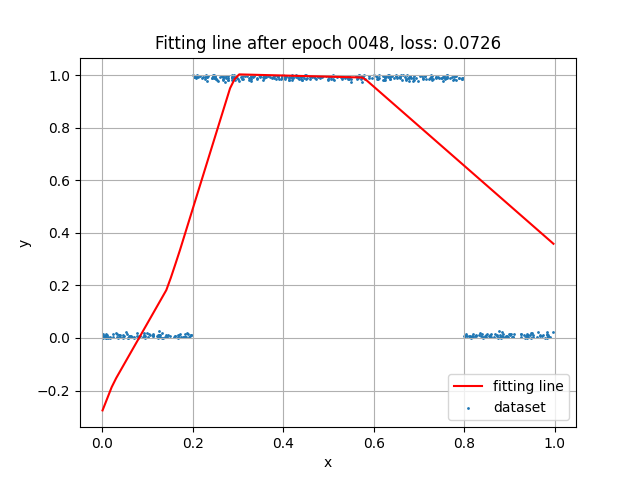 Fitting line after epoch 0048, loss: 0.0726
1.0
0.8
0.6
0.4
0.2
0.0
−0.2
y
0.0 0.2 0.4 0.6 0.8 1.0
x
fitting line
dataset